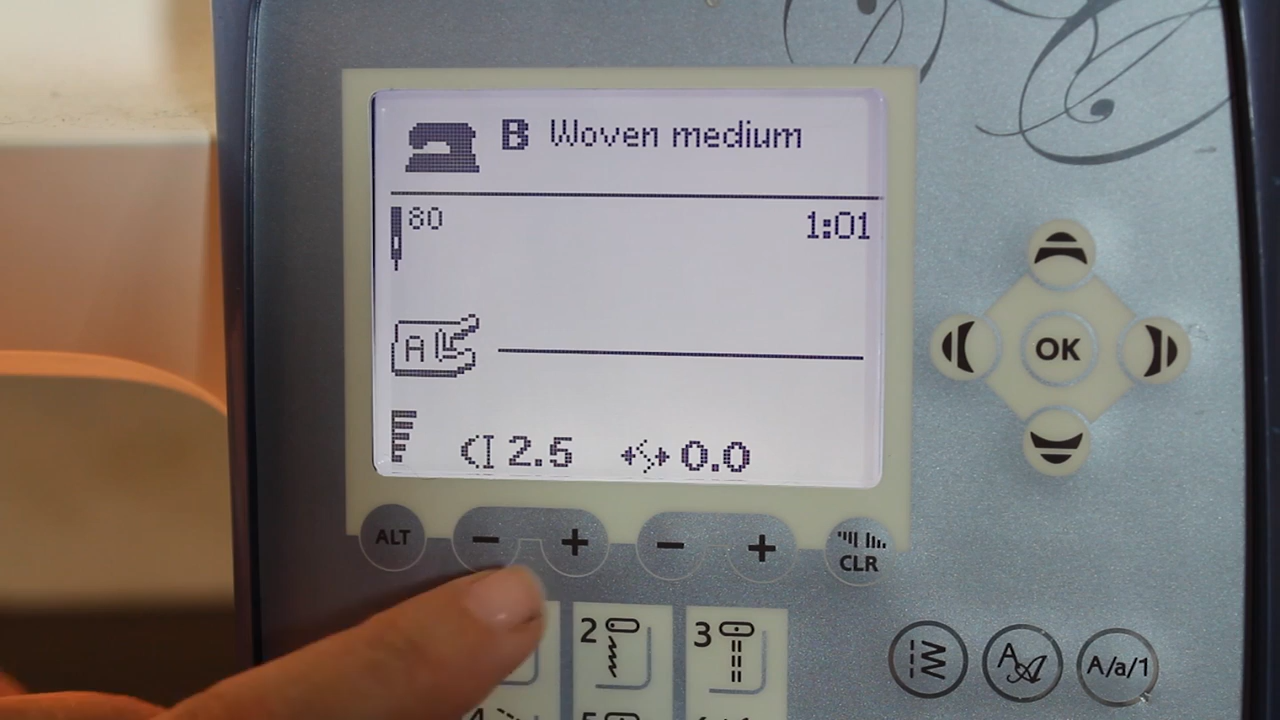 B Woven medium
80 1:01
A
2.5 0.0
OK
ALT - + - + CLR
2 3
A A/a/1